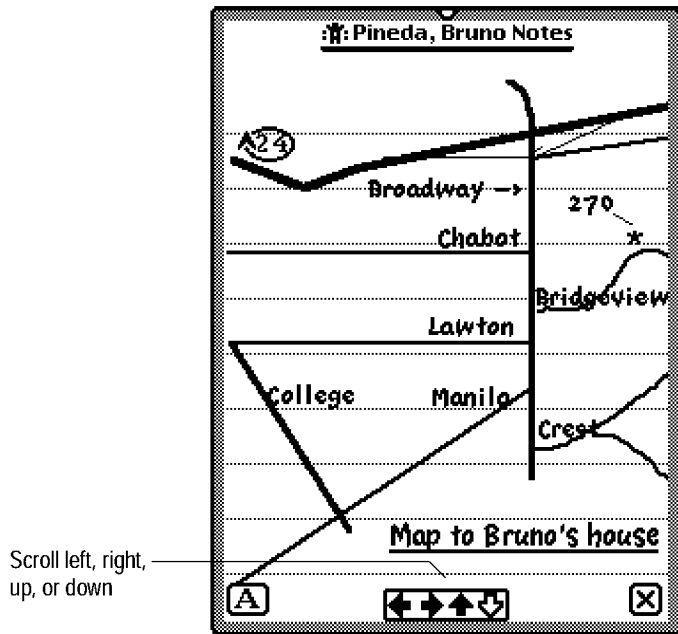 Pineda, Bruno Notes
24
Broadway →
270
Chabot
*
Bridgeview
Lawton
College
Manila
Crest
Map to Bruno's house
Scroll left, right,
up, or down
A